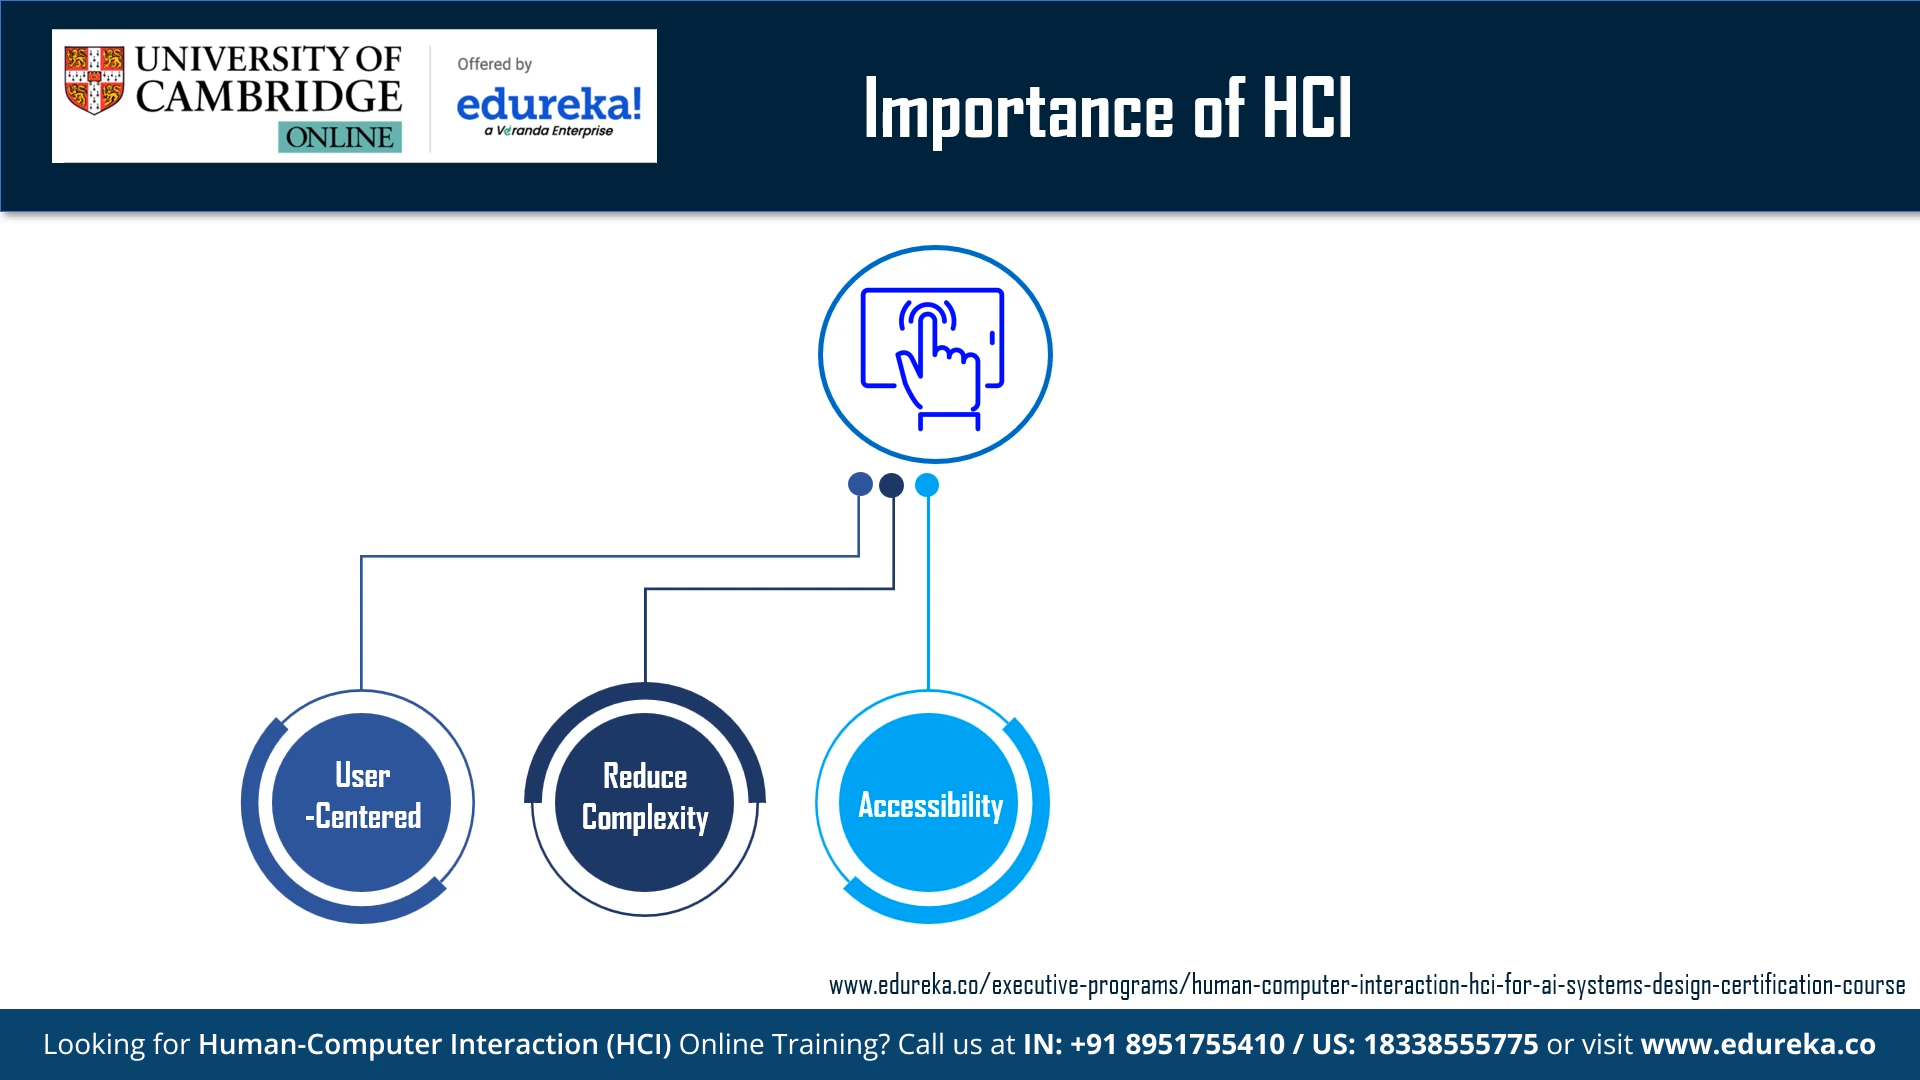 UNIVERSITY OF
CAMBRIDGE
ONLINE
Offered by
edureka!
a Veranda Enterprise
Importance of HCI
User
-Centered
Reduce
Complexity
Accessibility
www.edureka.co/executive-programs/human-computer-interaction-hci-for-ai-systems-design-certification-course
Looking for Human-Computer Interaction (HCI) Online Training? Call us at IN: +91 8951755410 / US: 18338555775 or visit www.edureka.co